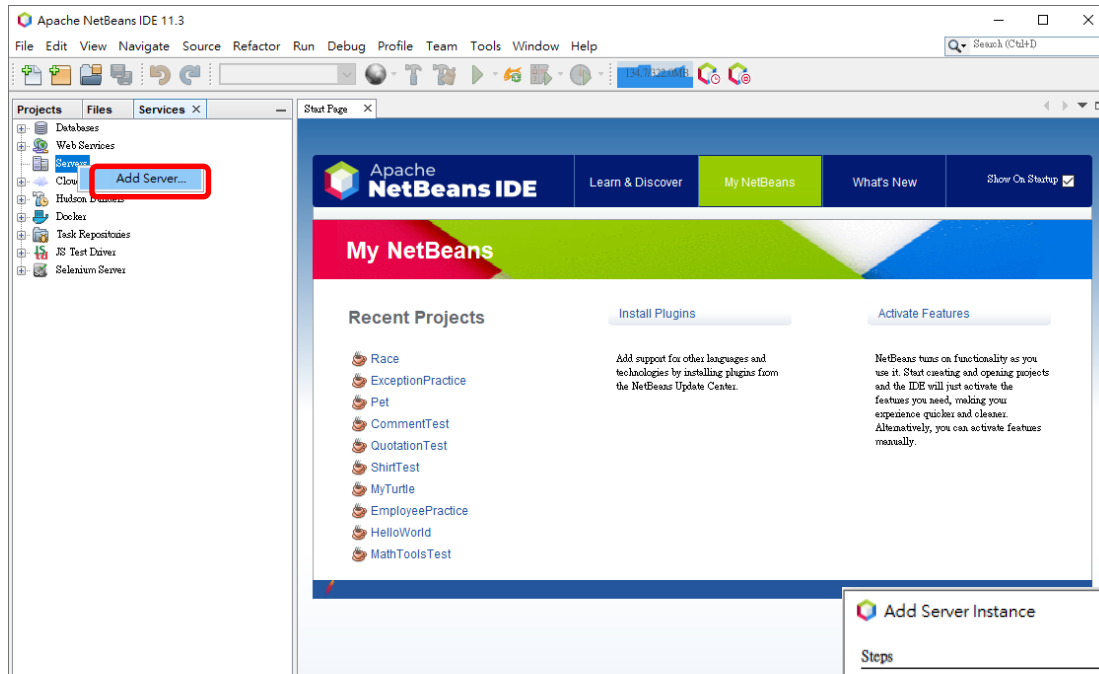 Apache NetBeans IDE 11.3
File Edit View Navigate Source Refactor Run Debug Profile Team Tools Window Help
Search (Ctrl+I)
134.7/322.0MB
Projects Files Services
Start Page
Databases
Web Services
Servers
Add Server...
Hudson Builders
Docker
Task Repositories
JS Test Driver
Selenium Server
Apache
NetBeans IDE
Learn & Discover
My NetBeans
What's New
Show On Startup
My NetBeans
Recent Projects
Race
ExceptionPractice
Pet
CommentTest
QuotationTest
ShirtTest
MyTurtle
EmployeePractice
HelloWorld
MathToolsTest
Install Plugins
Add support for other languages and
technologies by installing plugins from
the NetBeans Update Center.
Activate Features
NetBeans turns on functionality as you
use it. Start creating and opening projects
and the IDE will just activate the
features you need, making your
experience quicker and cleaner.
Alternatively, you can activate features
manually.
Add Server Instance
Steps